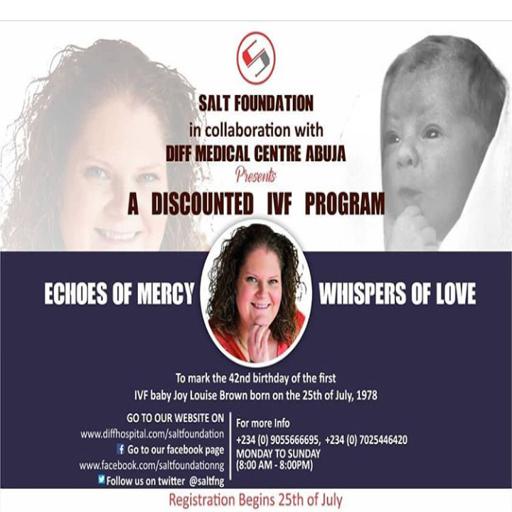 SALT FOUNDATION
in collaboration with
DIFF MEDICAL CENTRE ABUJA
Presents
A DISCOUNTED IVF PROGRAM
ECHOES OF MERCY
WHISPERS OF LOVE
To mark the 42nd birthday of the first
IVF baby Joy Louise Brown born on the 25th of July, 1978
GO TO OUR WEBSITE ON
www.diffhospital.com/saltfoundation
Go to our facebook page
www.facebook.com/saltfoundationng
Follow us on twitter @saltfng
For more Info
+234 (0) 9055666695, +234 (0) 7025446420
MONDAY TO SUNDAY
(8:00 AM - 8:00PM)
Registration Begins 25th of July